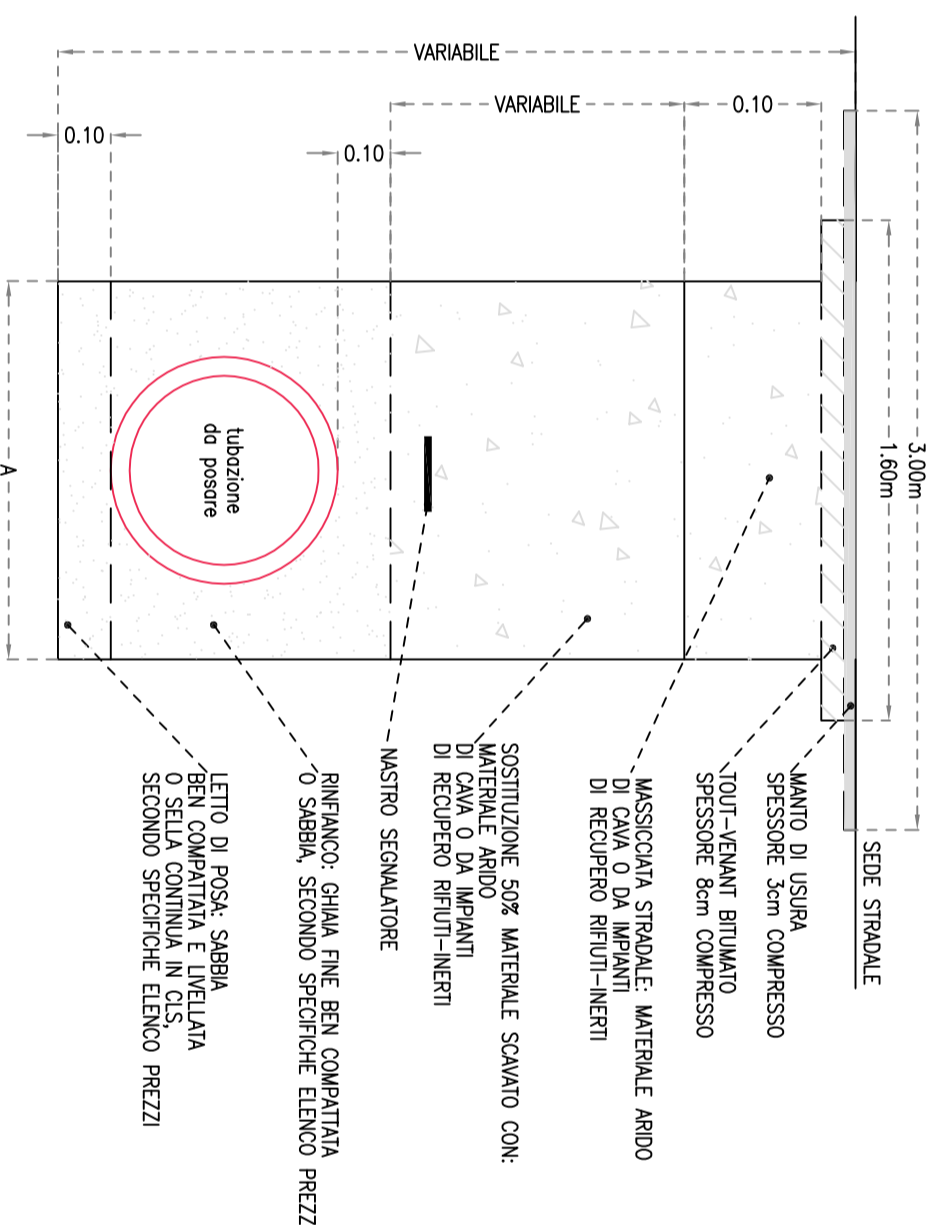 SEDE STRADALE
3.00m
1.60m
MANTO DI USURA
SPESSORE 3cm COMPRESSO
TOUT-VENANT BITUMATO
SPESSORE 8cm COMPRESSO
MASSICCIATA STRADALE: MATERIALE ARIDO
DI CAVA O DA IMPIANTI
DI RECUPERO RIFIUTI-INERTI
SOSTITUZIONE 50% MATERIALE SCAVATO CON:
MATERIALE ARIDO
DI CAVA O DA IMPIANTI
DI RECUPERO RIFIUTI-INERTI
NASTRO SEGNALATORE
RINFIANCO: GHIAIA FINE BEN COMPATTATA
O SABBIA, SECONDO SPECIFICHE ELENCO PREZZ
LETTO DI POSA: SABBIA
BEN COMPATTATA E LIVELLATA
O SELLA CONTINUA IN CLS,
SECONDO SPECIFICHE ELENCO PREZZI
VARIABILE
VARIABILE
0.10
0.10
0.10
tubazione
da posare
A